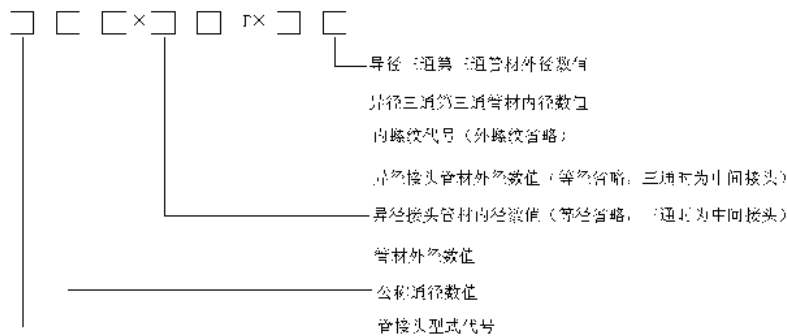 □ □ □×□ □ Γ×□ □
异径三通第三通管材外径数值
异径三通第三通管材内径数值
内螺纹代号（外螺纹省略）
异径接头管材外径数值（等径省略，三通时为中间接头）
异径接头管材内径数值（等径省略，三通时为中间接头）
管材外径数值
公称通径数值
管接头型式代号